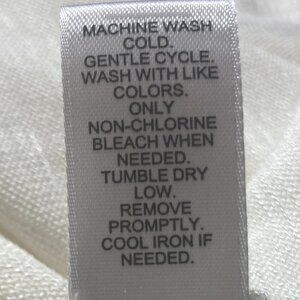 MACHINE WASH
COLD.
GENTLE CYCLE.
WASH WITH LIKE
COLORS.
ONLY
NON-CHLORINE
BLEACH WHEN
NEEDED.
TUMBLE DRY
LOW.
REMOVE
PROMPTLY.
COOL IRON IF
NEEDED.